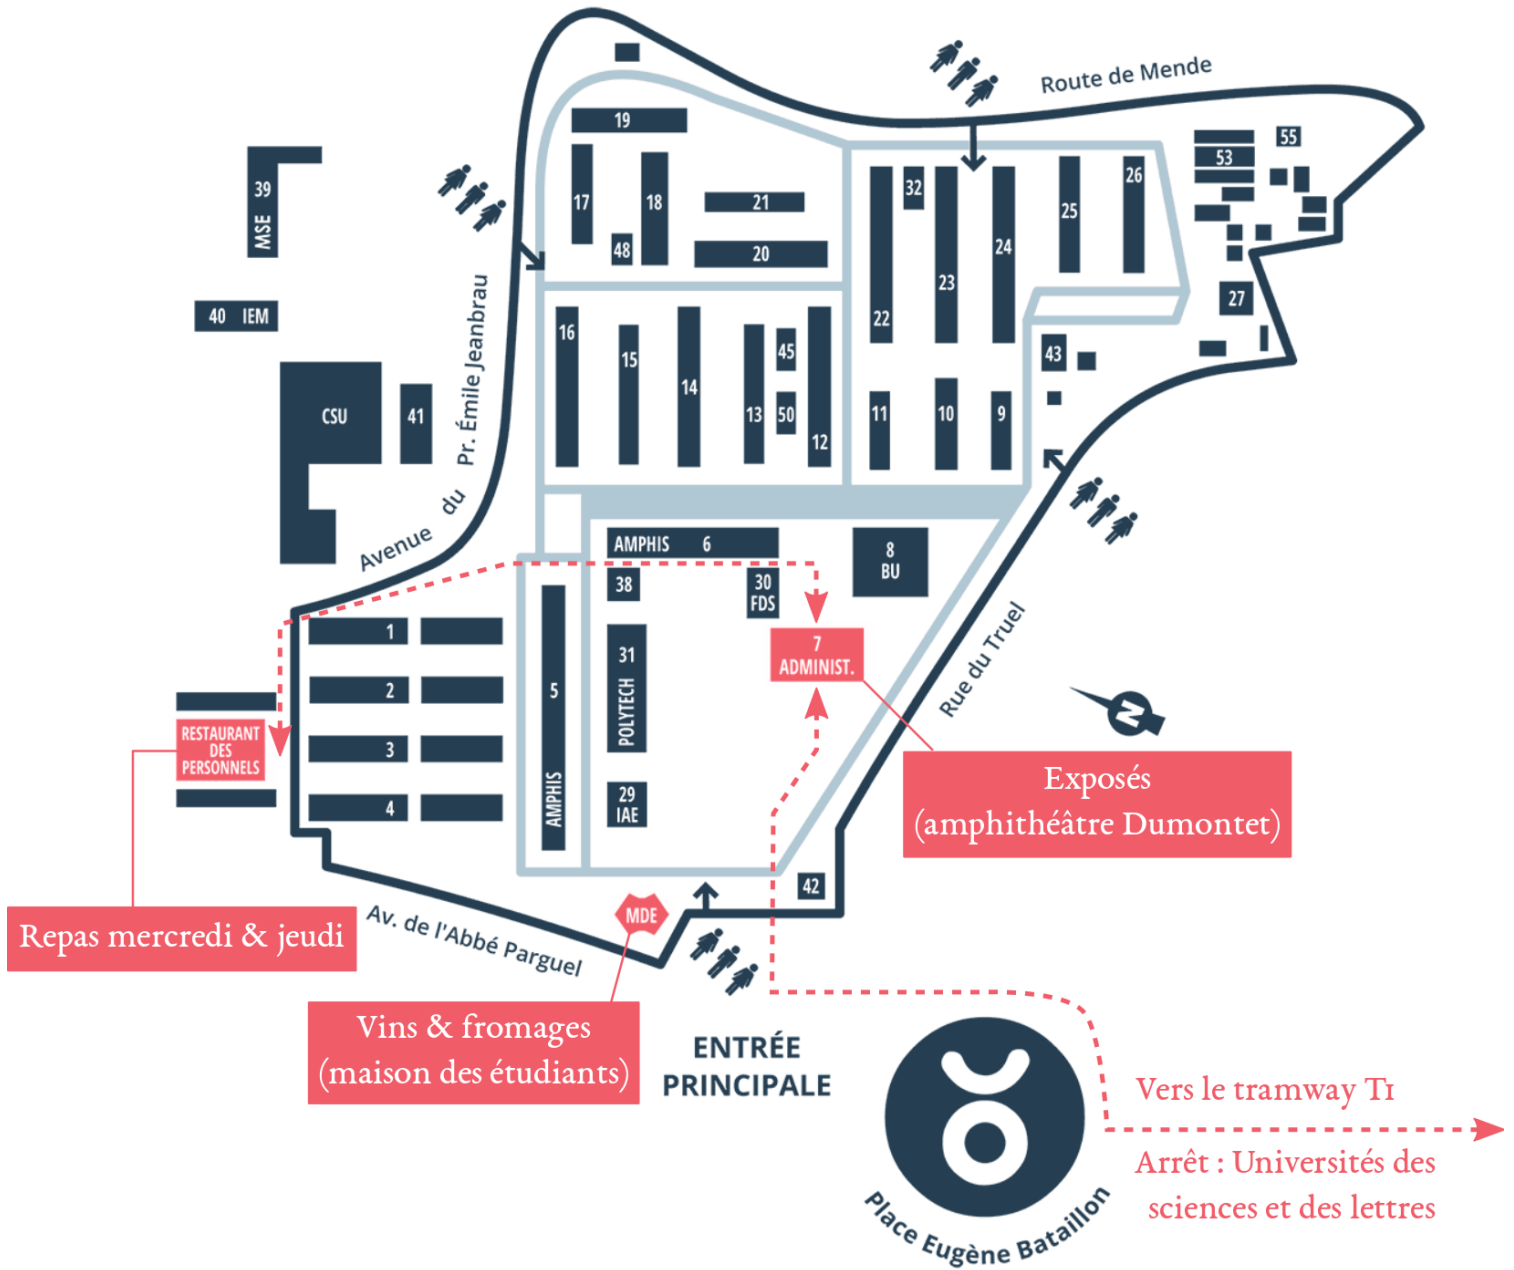 Route de Mende
19
17
18
48
21
20
39
MSE
40 IEM
CSU
41
Avenue du Pr. Émile Jeanbrau
16
15
14
13
45
50
12
22
32
23
24
25
26
53
55
27
43
11
10
9
AMPHIS 6
38
30
FDS
8
BU
31
POLYTECH
29
IAE
5
AMPHIS
1
2
3
4
7
ADMINIST.
Rue du Truel
N
RESTAURANT
DES
PERSONNELS
Exposés
(amphithéâtre Dumontet)
42
MDE
Repas mercredi & jeudi
Av. de l'Abbé Parguel
Vins & fromages
(maison des étudiants)
ENTRÉE
PRINCIPALE
Place Eugène Bataillon
Vers le tramway T1
Arrêt : Universités des
sciences et des lettres